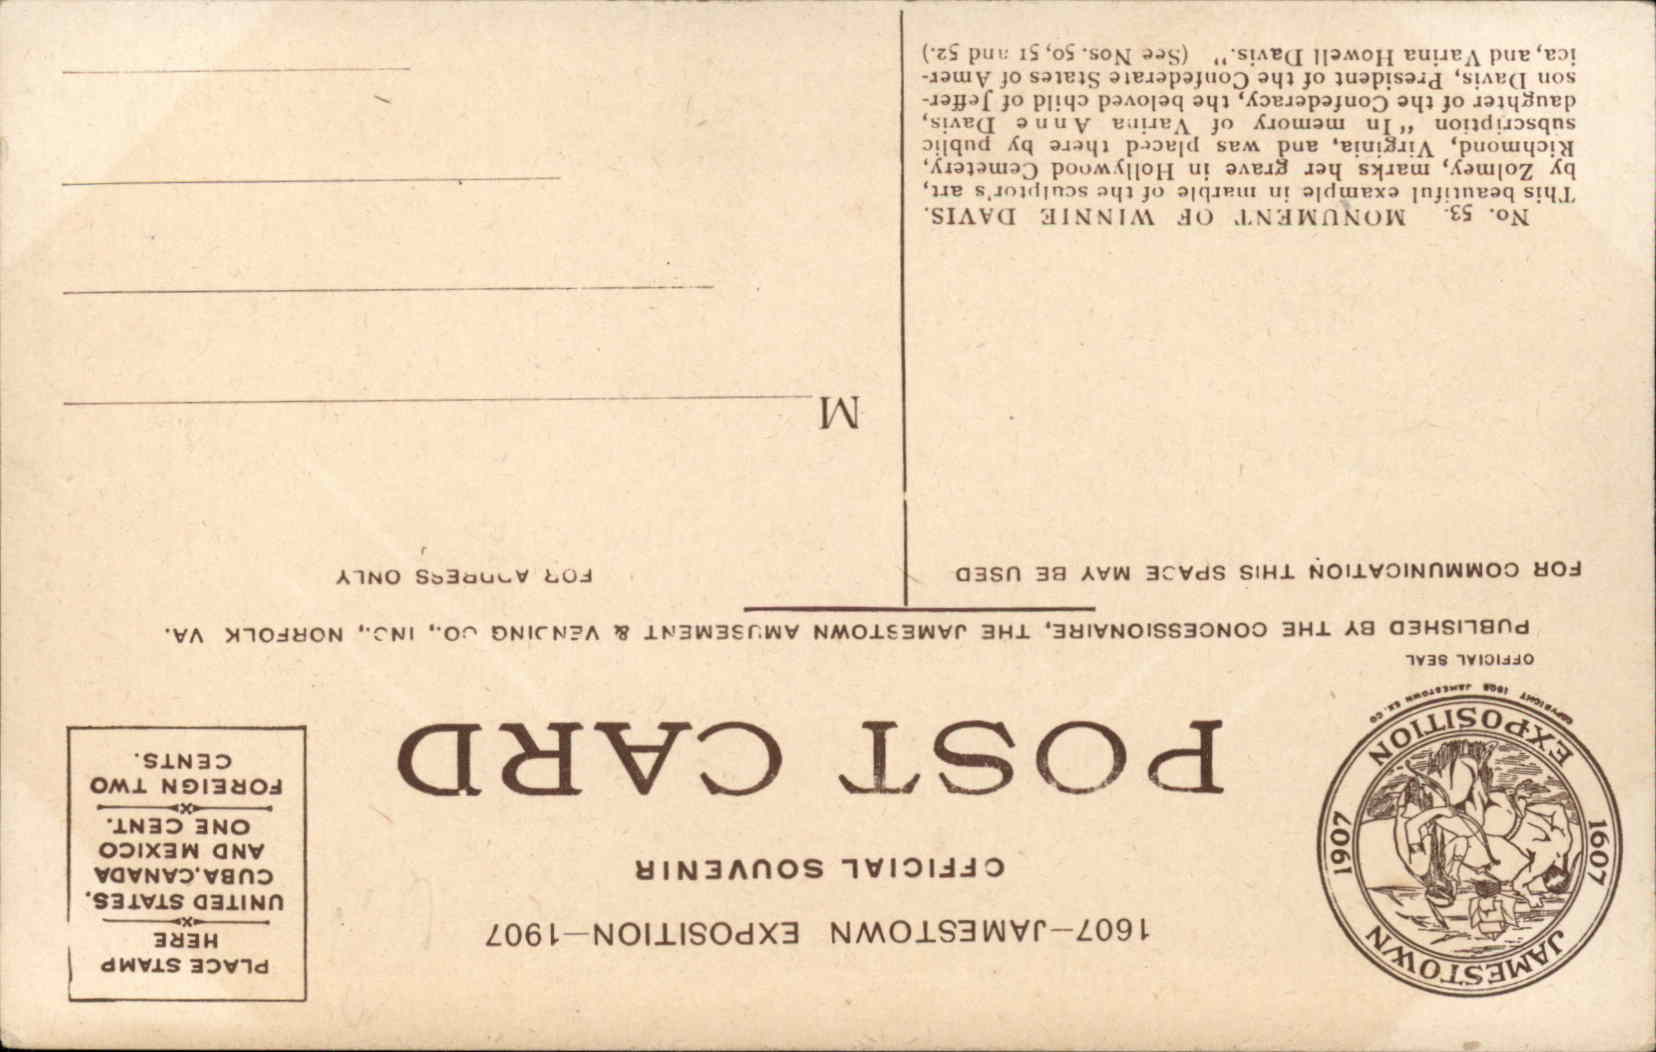 JAMESTOWN
1607
1907
EXPOSITION
COPYRIGHT 1906 JAMESTOWN EX. CO
OFFICIAL SEAL
1607—JAMESTOWN EXPOSITION—1907
OFFICIAL SOUVENIR
POST CARD
PLACE STAMP
HERE
UNITED STATES.
CUBA.CANADA
AND MEXICO
ONE CENT.
FOREIGN TWO
CENTS.
PUBLISHED BY THE CONCESSIONAIRE, THE JAMESTOWN AMUSEMENT & VENDING CO., INC., NORFOLK VA.
FOR COMMUNICATION THIS SPACE MAY BE USED
FOR ADDRESS ONLY
M
No. 53. MONUMENT OF WINNIE DAVIS.
This beautiful example in marble of the sculptor's art,
by Zolmey, marks her grave in Hollywood Cemetery,
Richmond, Virginia, and was placed there by public
subscription "In memory of Varina Anne Davis,
daughter of the Confederacy, the beloved child of Jeffer-
son Davis, President of the Confederate States of Amer-
ica, and Varina Howell Davis." (See Nos. 50, 51 and 52.)